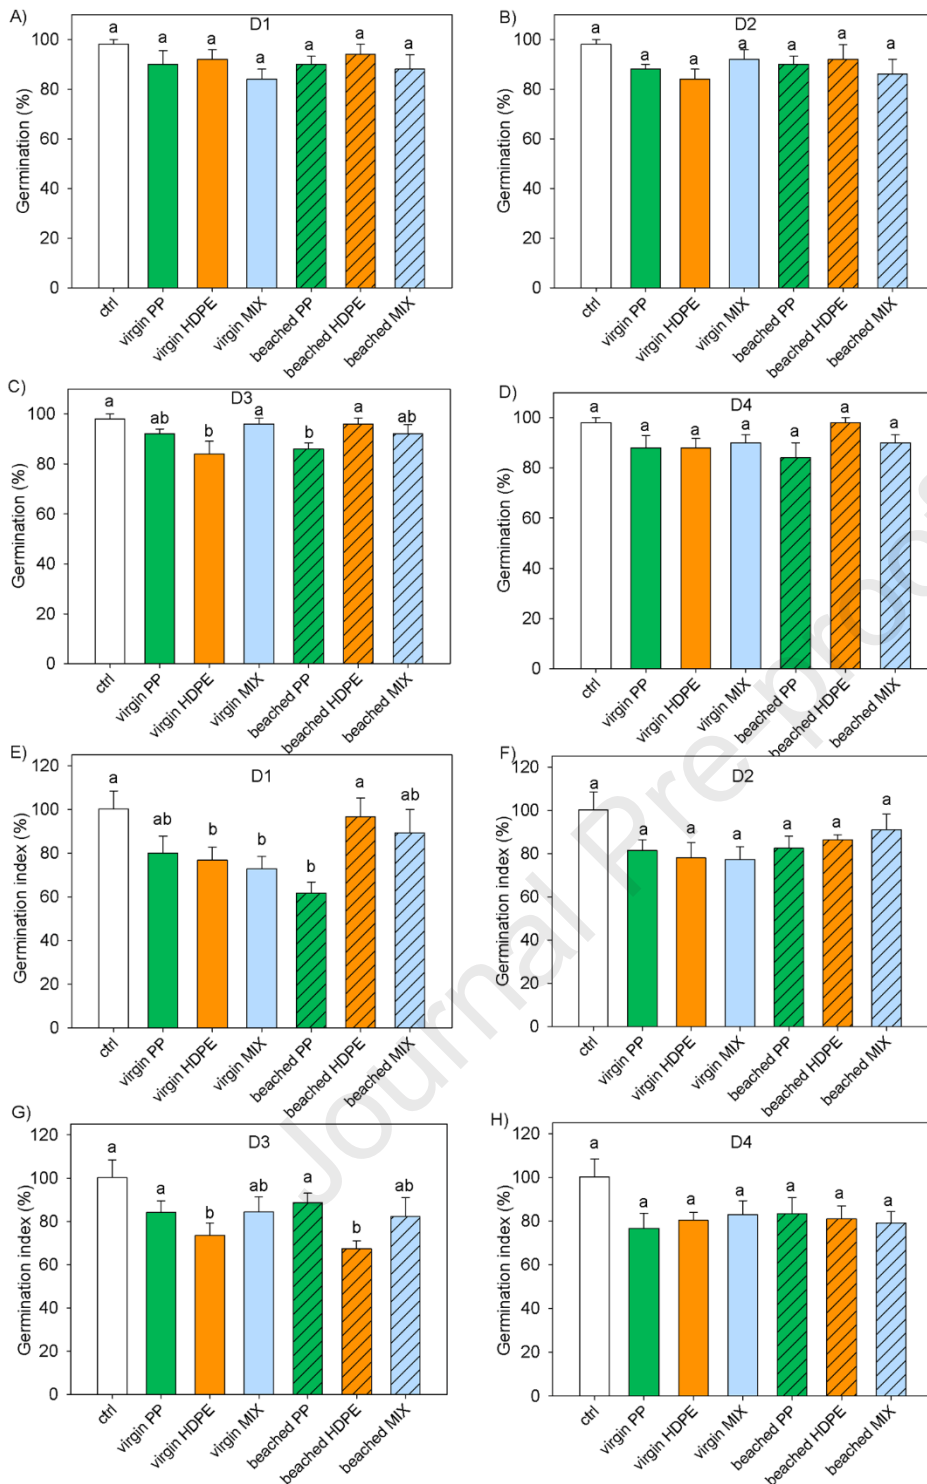 A) D1
a a a a a a a
100
80
60
40
20
0
Germination (%)
ctrl virgin PP virgin HDPE virgin MIX beached PP beached HDPE beached MIX
B) D2
a a a a a a a
100
80
60
40
20
0
Germination (%)
ctrl virgin PP virgin HDPE virgin MIX beached PP beached HDPE beached MIX
C) D3
a ab b a b a ab
100
80
60
40
20
0
Germination (%)
ctrl virgin PP virgin HDPE virgin MIX beached PP beached HDPE beached MIX
D) D4
a a a a a a a
100
80
60
40
20
0
Germination (%)
ctrl virgin PP virgin HDPE virgin MIX beached PP beached HDPE beached MIX
E) D1
a ab b b b a ab
120
100
80
60
40
20
0
Germination index (%)
ctrl virgin PP virgin HDPE virgin MIX beached PP beached HDPE beached MIX
F) D2
a a a a a a a
120
100
80
60
40
20
0
Germination index (%)
ctrl virgin PP virgin HDPE virgin MIX beached PP beached HDPE beached MIX
G) D3
a a b ab a b ab
120
100
80
60
40
20
0
Germination index (%)
ctrl virgin PP virgin HDPE virgin MIX beached PP beached HDPE beached MIX
H) D4
a a a a a a a
120
100
80
60
40
20
0
Germination index (%)
ctrl virgin PP virgin HDPE virgin MIX beached PP beached HDPE beached MIX
Journal Pre-proof